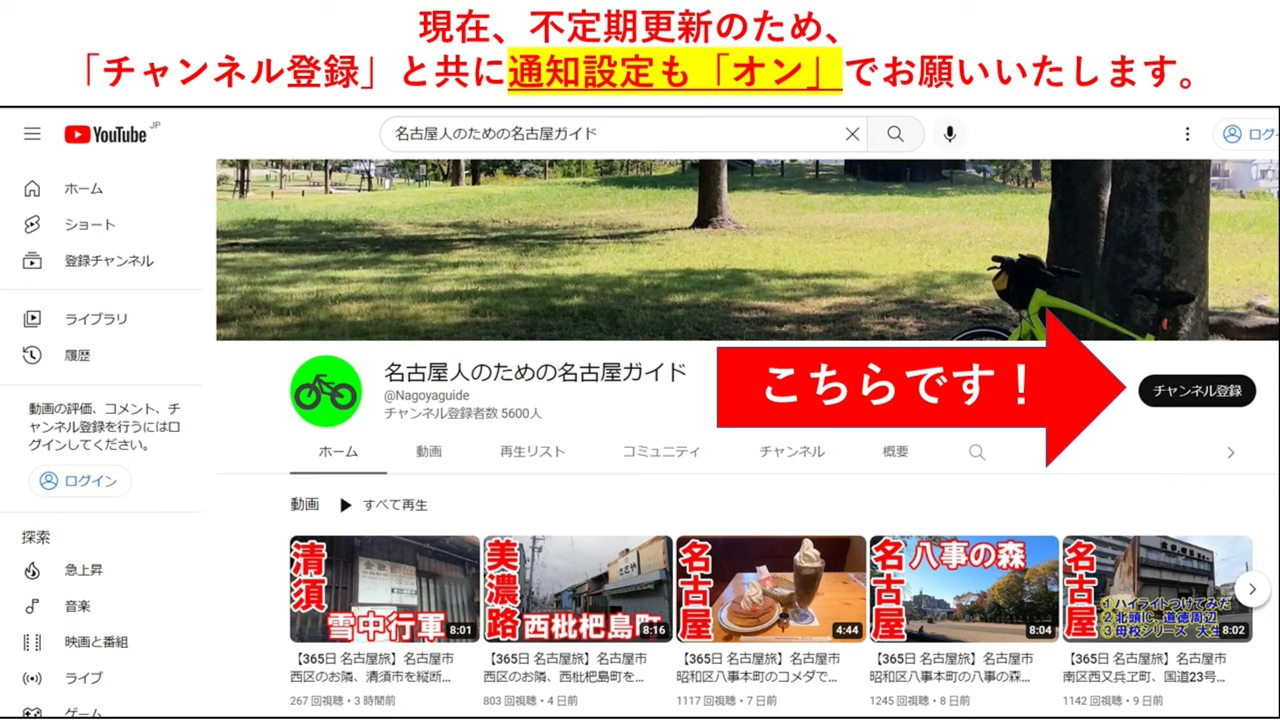 現在、不定期更新のため、
「チャンネル登録」と共に通知設定も「オン」でお願いいたします。
YouTube JP
名古屋人のための名古屋ガイド
ログ
ホーム
ショート
登録チャンネル
ライブラリ
履歴
動画の評価、コメント、チ
ャンネル登録を行うにはロ
グインしてください。
ログイン
探索
急上昇
音楽
映画と番組
ライブ
ゲーム
名古屋人のための名古屋ガイド
@Nagoyaguide
チャンネル登録者数 5600人
こちらです！
チャンネル登録
ホーム 動画 再生リスト コミュニティ チャンネル 概要
動画 ▶ すべて再生
清須
雪中行軍
8:01
【365日 名古屋旅】名古屋市
西区のお隣、清須市を縦断...
267 回視聴・3 時間前
美濃路
西枇杷島町
8:16
【365日 名古屋旅】名古屋市
西区のお隣、西枇杷島町を...
803 回視聴・4 日前
名古屋
4:44
【365日 名古屋旅】名古屋市
昭和区八事本町のコメダで...
1117 回視聴・7 日前
名古屋
八事の森
8:04
【365日 名古屋旅】名古屋市
昭和区八事本町の八事の森...
1245 回視聴・8 日前
名古屋
①ハイライトつけてみた
2 北頭IC、道徳周辺
3 母校シリーズ 大生
8:02
【365日 名古屋旅】名古屋市
南区西又兵ヱ町、国道23号...
1142 回視聴・9 日前